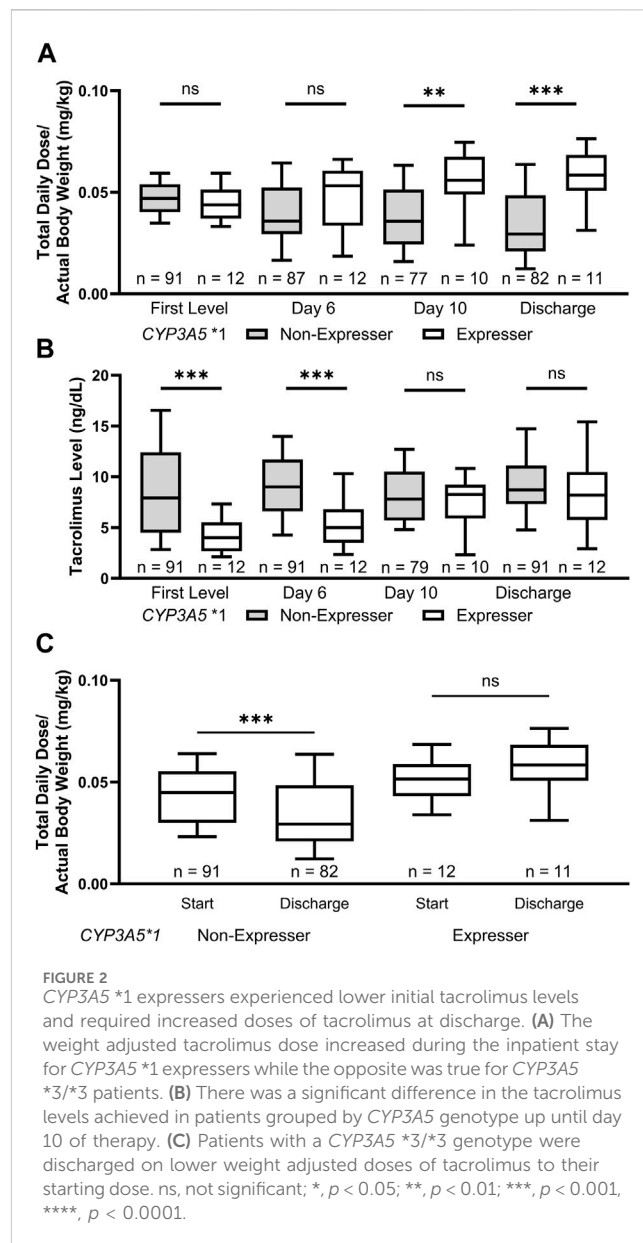 A
Total Daily Dose/
Actual Body Weight (mg/kg)
0.10
0.05
0.00
ns
ns
**
***
n = 91
n = 12
n = 87
n = 12
n = 77
n = 10
n = 82
n = 11
First Level
Day 6
Day 10
Discharge
CYP3A5 *1
Non-Expresser
Expresser
B
Tacrolimus Level (ng/dL)
20
15
10
5
0
***
***
ns
ns
n = 91
n = 12
n = 91
n = 12
n = 79
n = 10
n = 91
n = 12
First Level
Day 6
Day 10
Discharge
CYP3A5 *1
Non-Expresser
Expresser
C
Total Daily Dose/
Actual Body Weight (mg/kg)
0.10
0.05
0.00
***
ns
n = 91
n = 82
n = 12
n = 11
Start
Discharge
Start
Discharge
CYP3A5*1
Non-Expresser
Expresser
FIGURE 2
CYP3A5 *1 expressers experienced lower initial tacrolimus levels
and required increased doses of tacrolimus at discharge. (A) The
weight adjusted tacrolimus dose increased during the inpatient stay
for CYP3A5 *1 expressers while the opposite was true for CYP3A5
*3/*3 patients. (B) There was a significant difference in the tacrolimus
levels achieved in patients grouped by CYP3A5 genotype up until day
10 of therapy. (C) Patients with a CYP3A5 *3/*3 genotype were
discharged on lower weight adjusted doses of tacrolimus to their
starting dose. ns, not significant; *, p < 0.05; **, p < 0.01; ***, p < 0.001,
****, p < 0.0001.